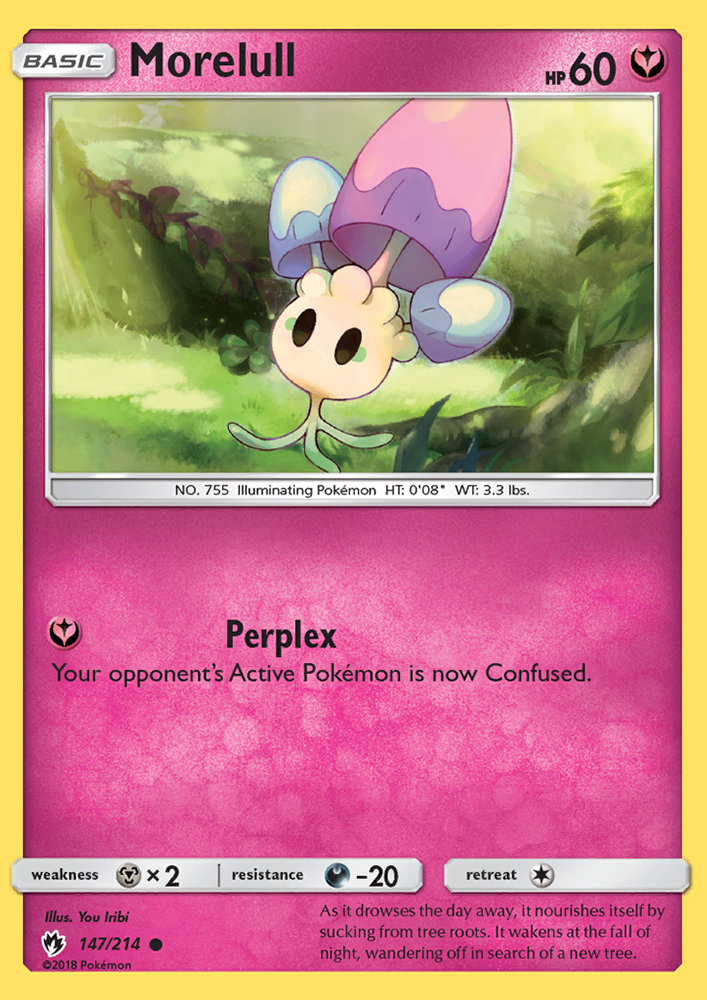 BASIC Morelull HP 60
NO. 755 Illuminating Pokémon HT: 0'08" WT: 3.3 lbs.
Perplex
Your opponent's Active Pokémon is now Confused.
weakness ×2 resistance -20 retreat
Illus. You Iribi
147/214
©2018 Pokémon
As it drowses the day away, it nourishes itself by
sucking from tree roots. It wakens at the fall of
night, wandering off in search of a new tree.